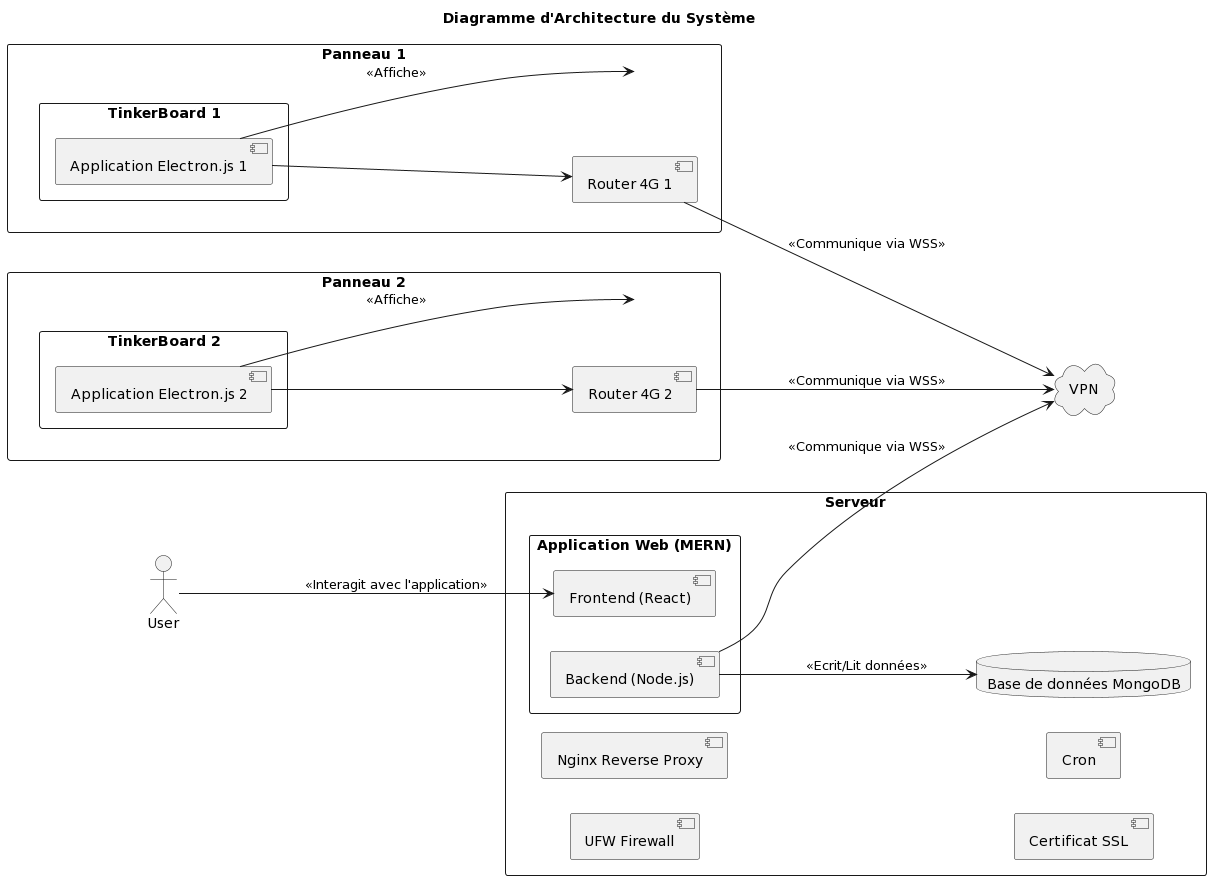 Diagramme d'Architecture du Système
Panneau 1
«Affiche»
TinkerBoard 1
Application Electron.js 1
Router 4G 1
«Communique via WSS»
Panneau 2
«Affiche»
TinkerBoard 2
Application Electron.js 2
Router 4G 2
«Communique via WSS»
VPN
«Communique via WSS»
Serveur
Application Web (MERN)
«Interagit avec l'application»
Frontend (React)
User
Backend (Node.js)
«Ecrit/Lit données»
Base de données MongoDB
Nginx Reverse Proxy
Cron
UFW Firewall
Certificat SSL